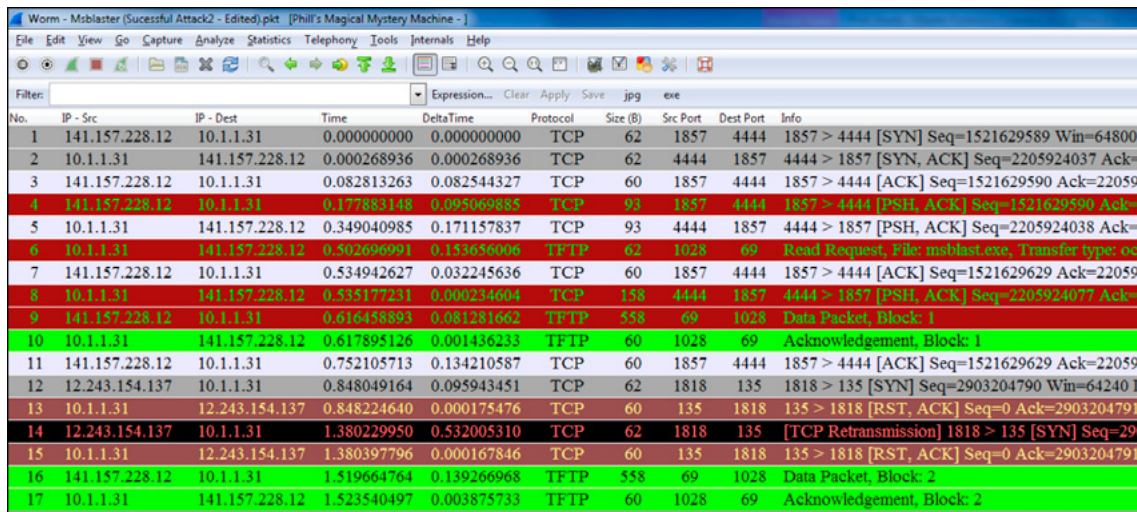 Worm - Msblaster (Sucessful Attack2 - Edited).pkt [Phill's Magical Mystery Machine - ]
File Edit View Go Capture Analyze Statistics Telephony Tools Internals Help
Filter: Expression... Clear Apply Save jpg exe
No. IP - Src IP - Dest Time DeltaTime Protocol Size (B) Src Port Dest Port Info
1 141.157.228.12 10.1.1.31 0.000000000 0.000000000 TCP 62 1857 4444 1857 > 4444 [SYN] Seq=1521629589 Win=64800
2 10.1.1.31 141.157.228.12 0.000268936 0.000268936 TCP 62 4444 1857 4444 > 1857 [SYN, ACK] Seq=2205924037 Ack=
3 141.157.228.12 10.1.1.31 0.082813263 0.082544327 TCP 60 1857 4444 1857 > 4444 [ACK] Seq=1521629590 Ack=22059
4 141.157.228.12 10.1.1.31 0.177883148 0.095069885 TCP 93 1857 4444 1857 > 4444 [PSH, ACK] Seq=1521629590 Ack=
5 10.1.1.31 141.157.228.12 0.349040985 0.171157837 TCP 93 4444 1857 4444 > 1857 [PSH, ACK] Seq=2205924038 Ack=
6 10.1.1.31 141.157.228.12 0.502696991 0.153656006 TFTP 62 1028 69 Read Request, File: msblast.exe, Transfer type: oc
7 141.157.228.12 10.1.1.31 0.534942627 0.032245636 TCP 60 1857 4444 1857 > 4444 [ACK] Seq=1521629629 Ack=22059
8 10.1.1.31 141.157.228.12 0.535177231 0.000234604 TCP 158 4444 1857 4444 > 1857 [PSH, ACK] Seq=2205924077 Ack=
9 141.157.228.12 10.1.1.31 0.616458893 0.081281662 TFTP 558 69 1028 Data Packet, Block: 1
10 10.1.1.31 141.157.228.12 0.617895126 0.001436233 TFTP 60 1028 69 Acknowledgement, Block: 1
11 141.157.228.12 10.1.1.31 0.752105713 0.134210587 TCP 60 1857 4444 1857 > 4444 [ACK] Seq=1521629629 Ack=22059
12 12.243.154.137 10.1.1.31 0.848049164 0.095943451 TCP 62 1818 135 1818 > 135 [SYN] Seq=2903204790 Win=64240
13 10.1.1.31 12.243.154.137 0.848224640 0.000175476 TCP 60 135 1818 135 > 1818 [RST, ACK] Seq=0 Ack=2903204791
14 12.243.154.137 10.1.1.31 1.380229950 0.532005310 TCP 62 1818 135 [TCP Retransmission] 1818 > 135 [SYN] Seq=29
15 10.1.1.31 12.243.154.137 1.380397796 0.000167846 TCP 60 135 1818 135 > 1818 [RST, ACK] Seq=0 Ack=2903204791
16 141.157.228.12 10.1.1.31 1.519664764 0.139266968 TFTP 558 69 1028 Data Packet, Block: 2
17 10.1.1.31 141.157.228.12 1.523540497 0.003875733 TFTP 60 1028 69 Acknowledgement, Block: 2